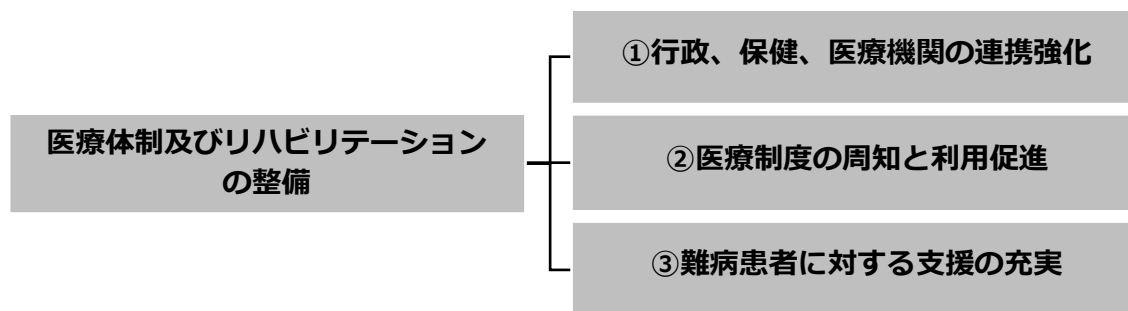 医療体制及びリハビリテーション
の整備
①行政、保健、医療機関の連携強化
②医療制度の周知と利用促進
③難病患者に対する支援の充実